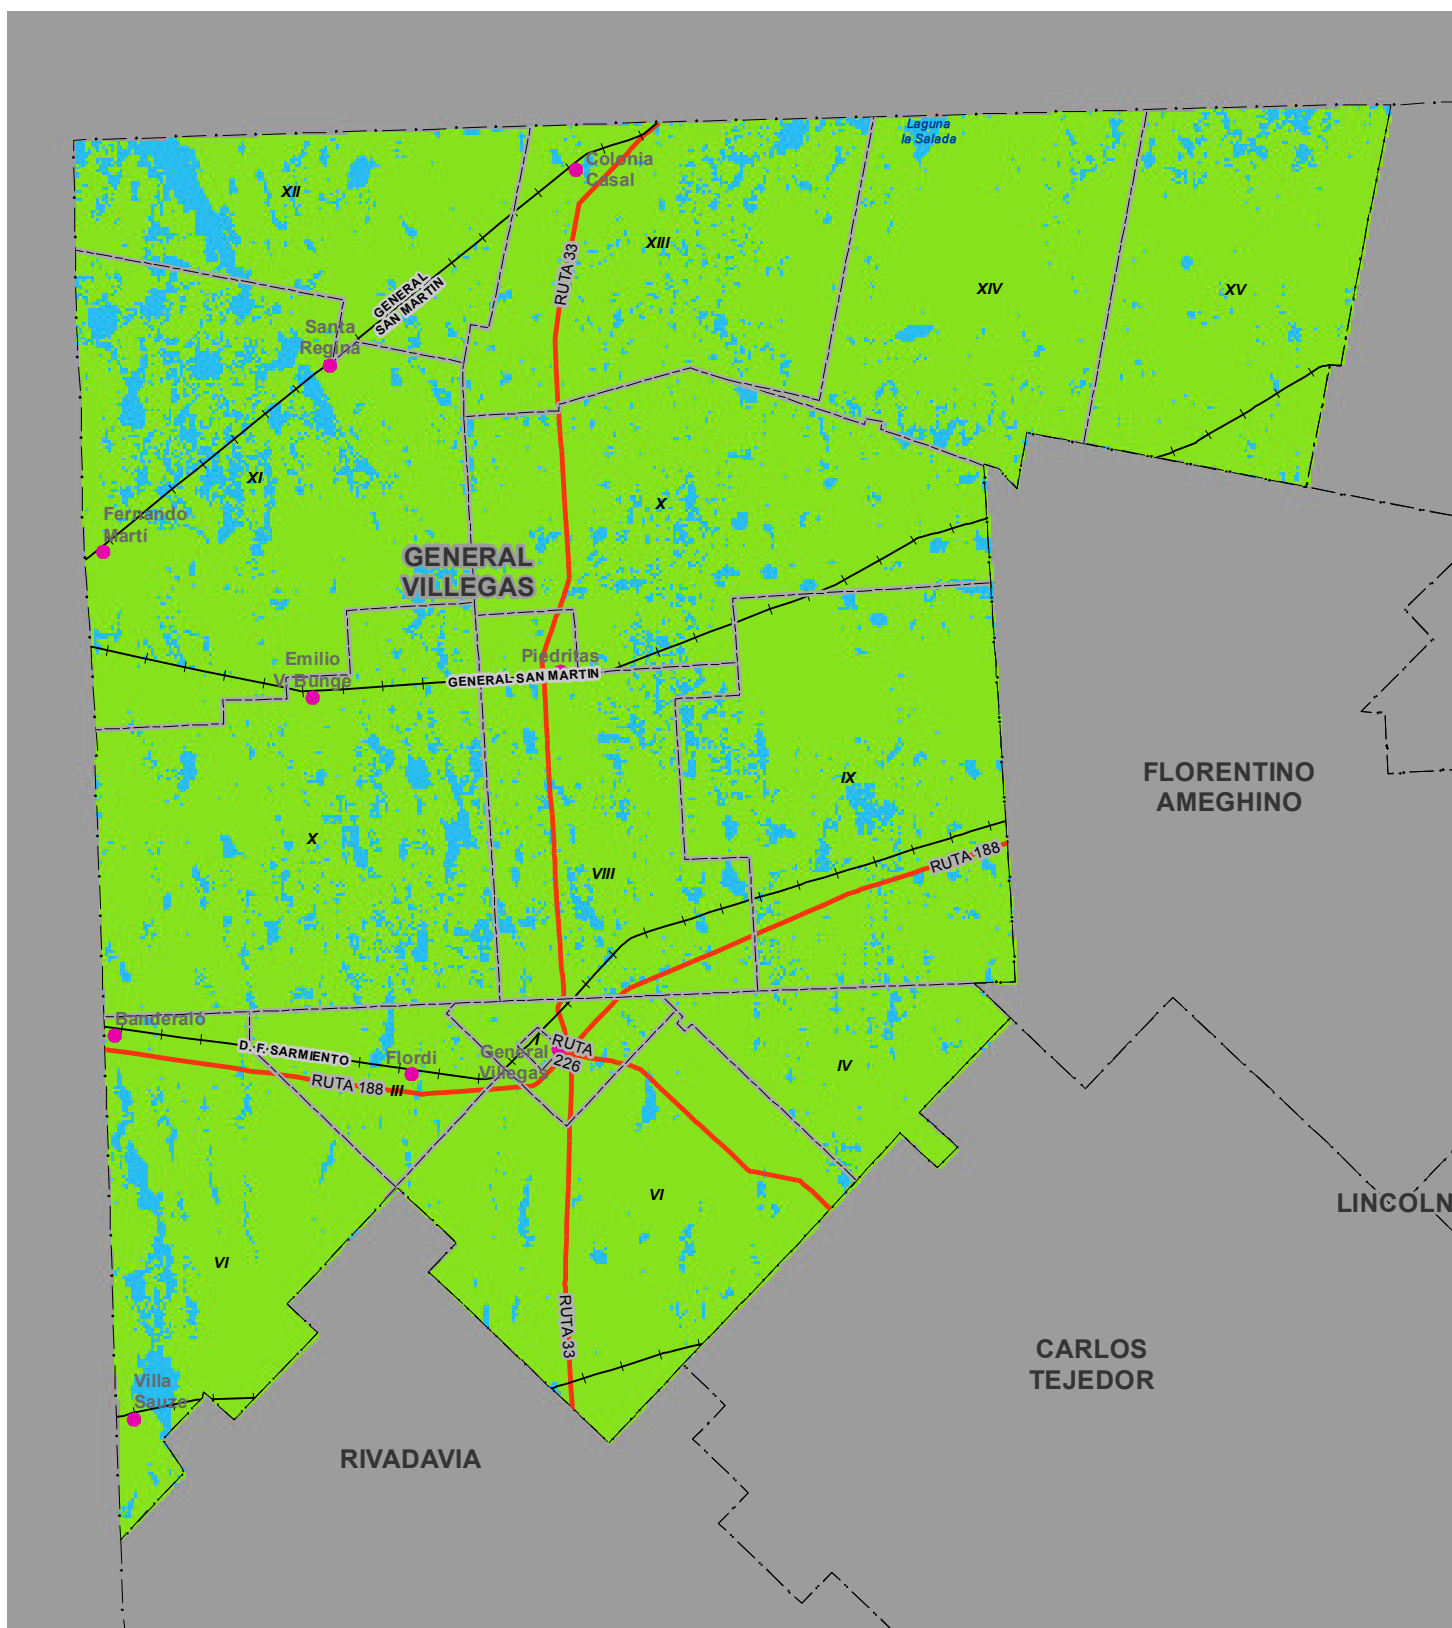 Laguna
la Salada
Colonia
Casal
XII
XIII
RUTA 33
GENERAL
SAN MARTIN
XIV
XV
Santa
Regina
XI
X
Fernando
Martí
GENERAL
VILLEGAS
Emilio
V. Bunge
Piedritas
GENERAL SAN MARTIN
IX
FLORENTINO
AMEGHINO
X
VIII
RUTA 188
Banderaló
D. F. SARMIENTO
Flordi
General
Villegas
I
RUTA
226
RUTA 188
III
IV
VI
LINCOLN
VI
RUTA 33
CARLOS
TEJEDOR
Villa
Sauze
RIVADAVIA